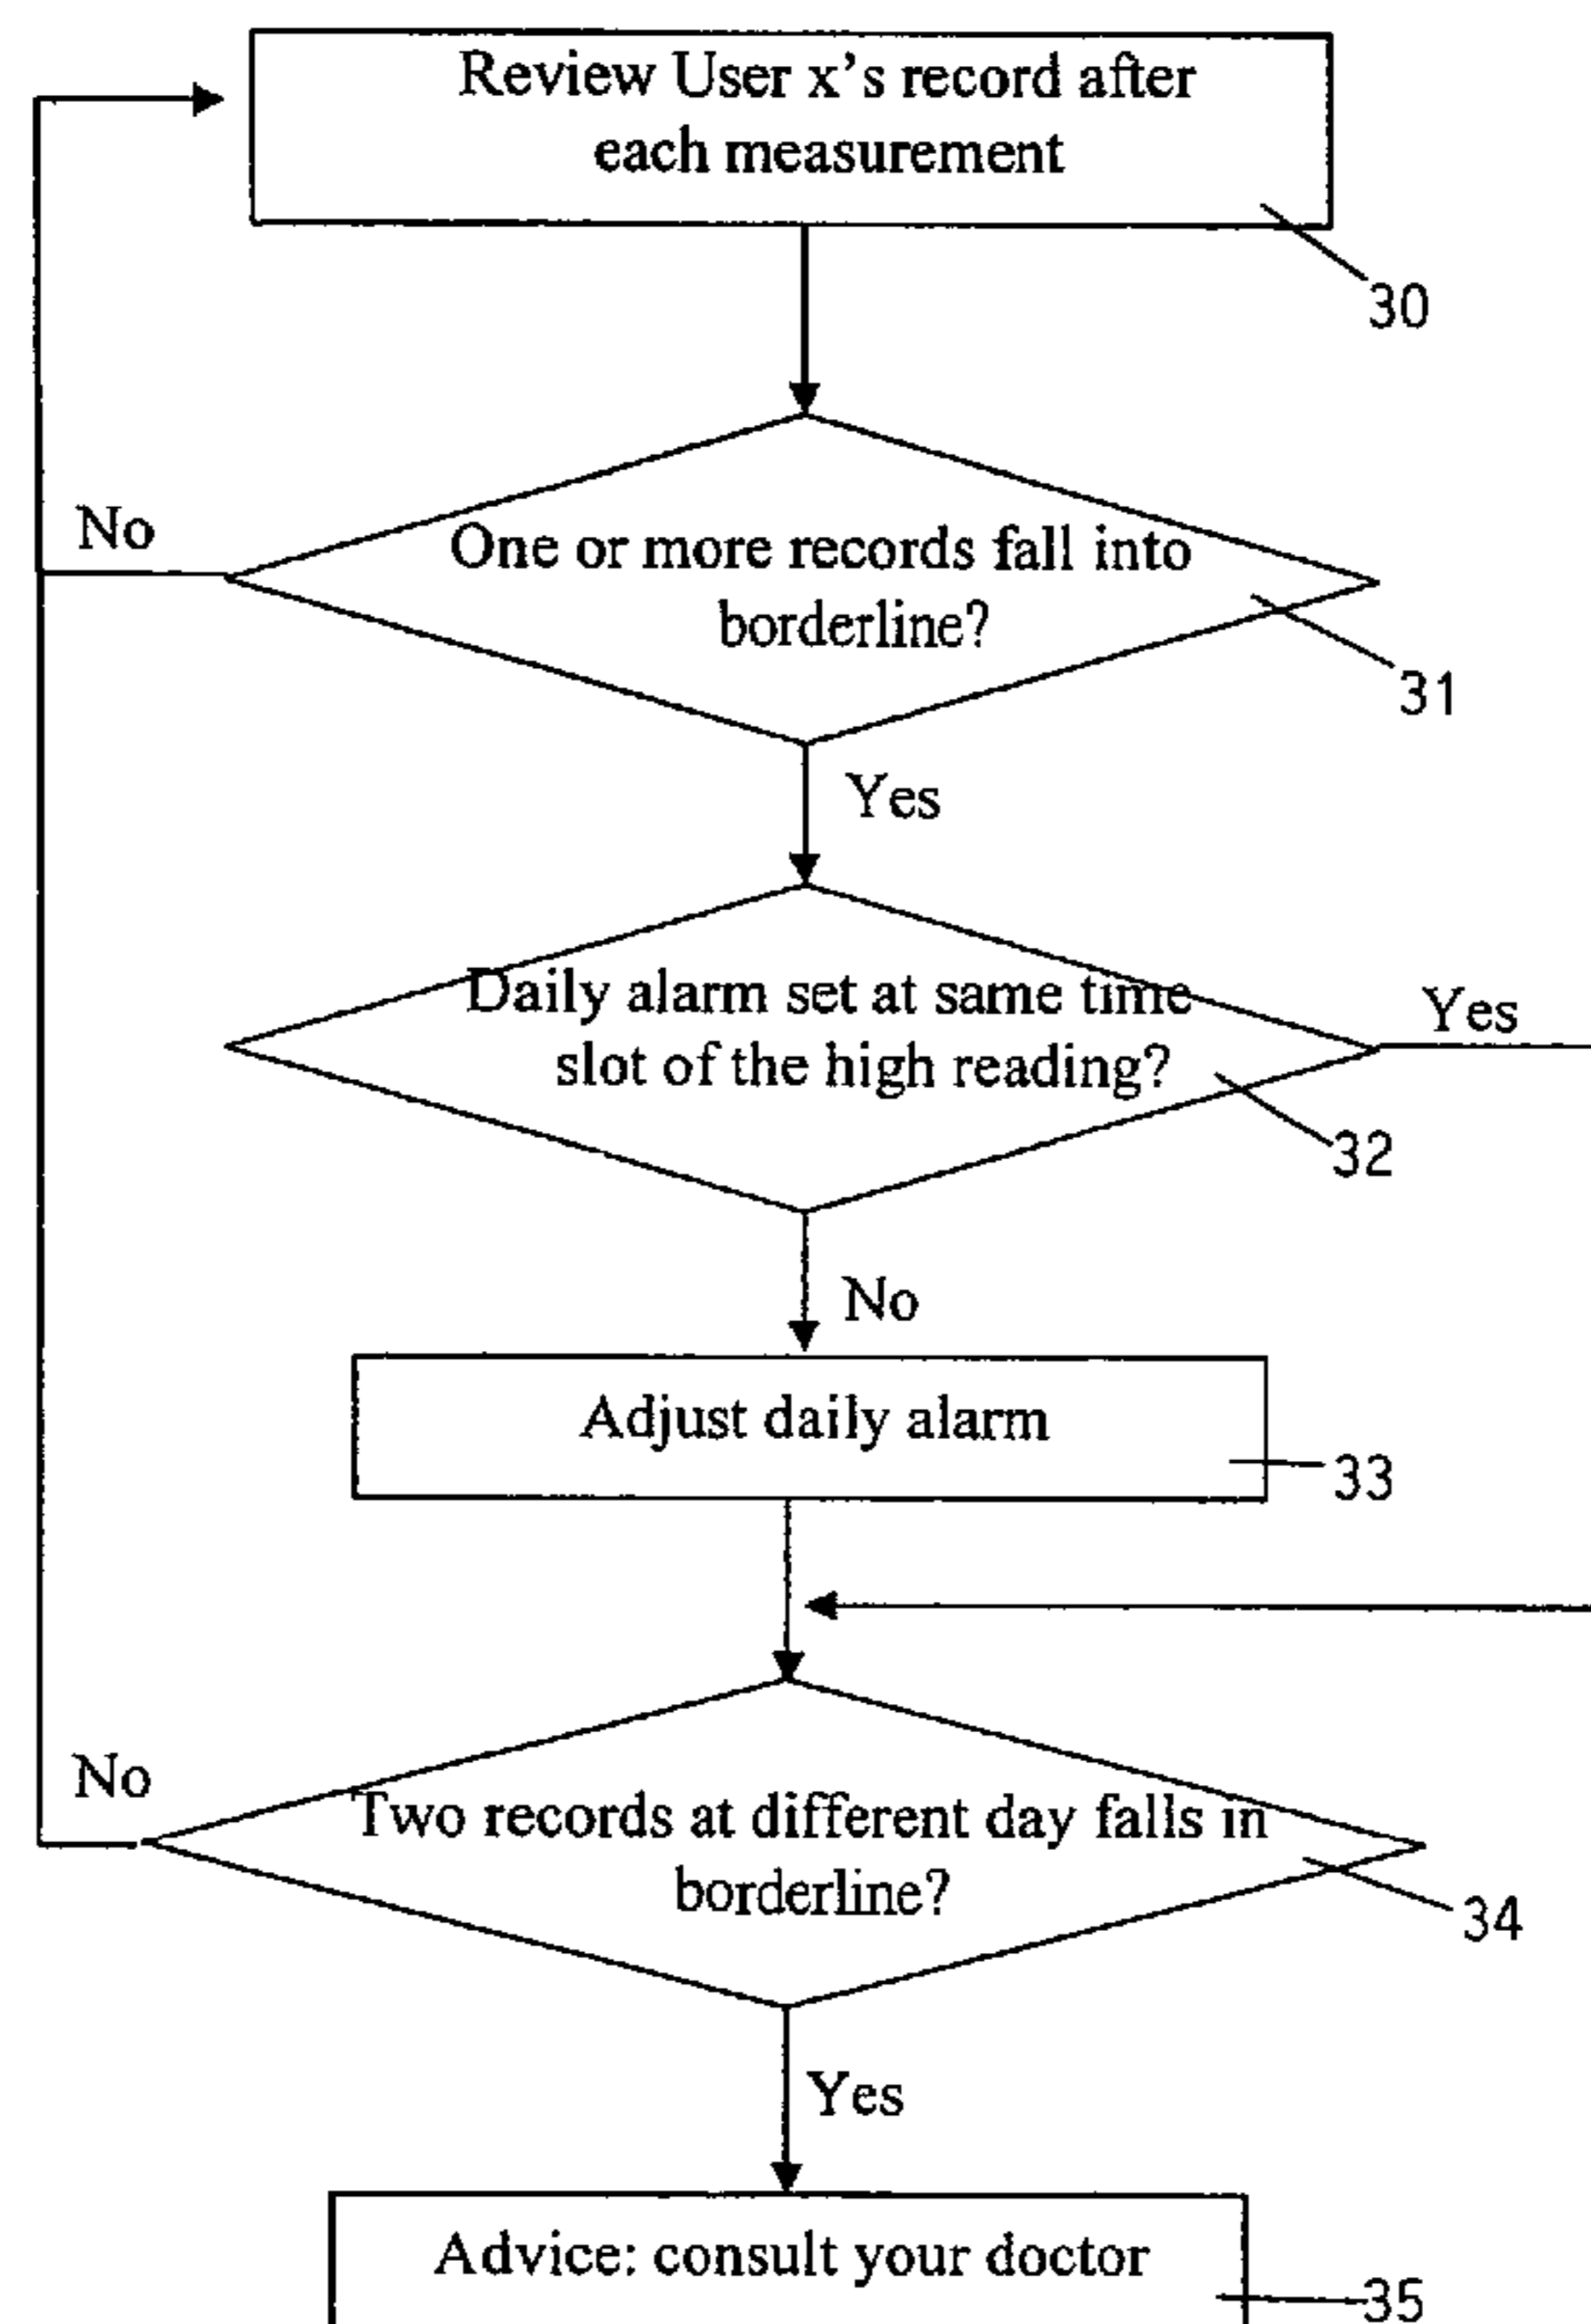 Review User x's record after
each measurement
30
No
One or more records fall into
borderline?
31
Yes
Daily alarm set at same time
slot of the high reading?
Yes
32
No
Adjust daily alarm
33
No
Two records at different day falls in
borderline?
34
Yes
Advice: consult your doctor
35